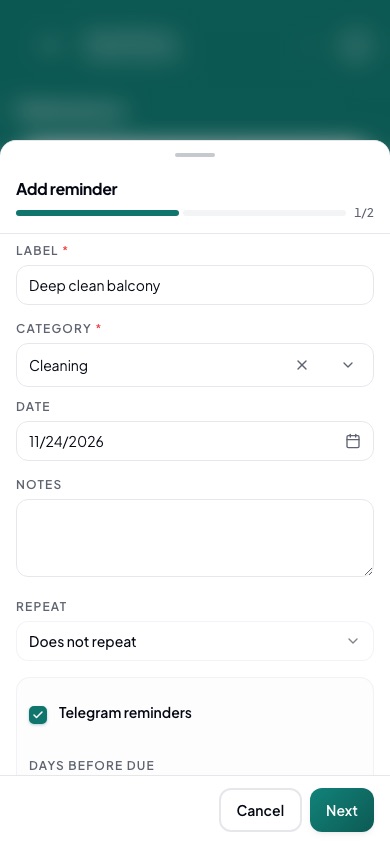 Add reminder
1/2
LABEL *
Deep clean balcony
CATEGORY *
Cleaning
DATE
11/24/2026
NOTES
REPEAT
Does not repeat
Telegram reminders
DAYS BEFORE DUE
Cancel
Next